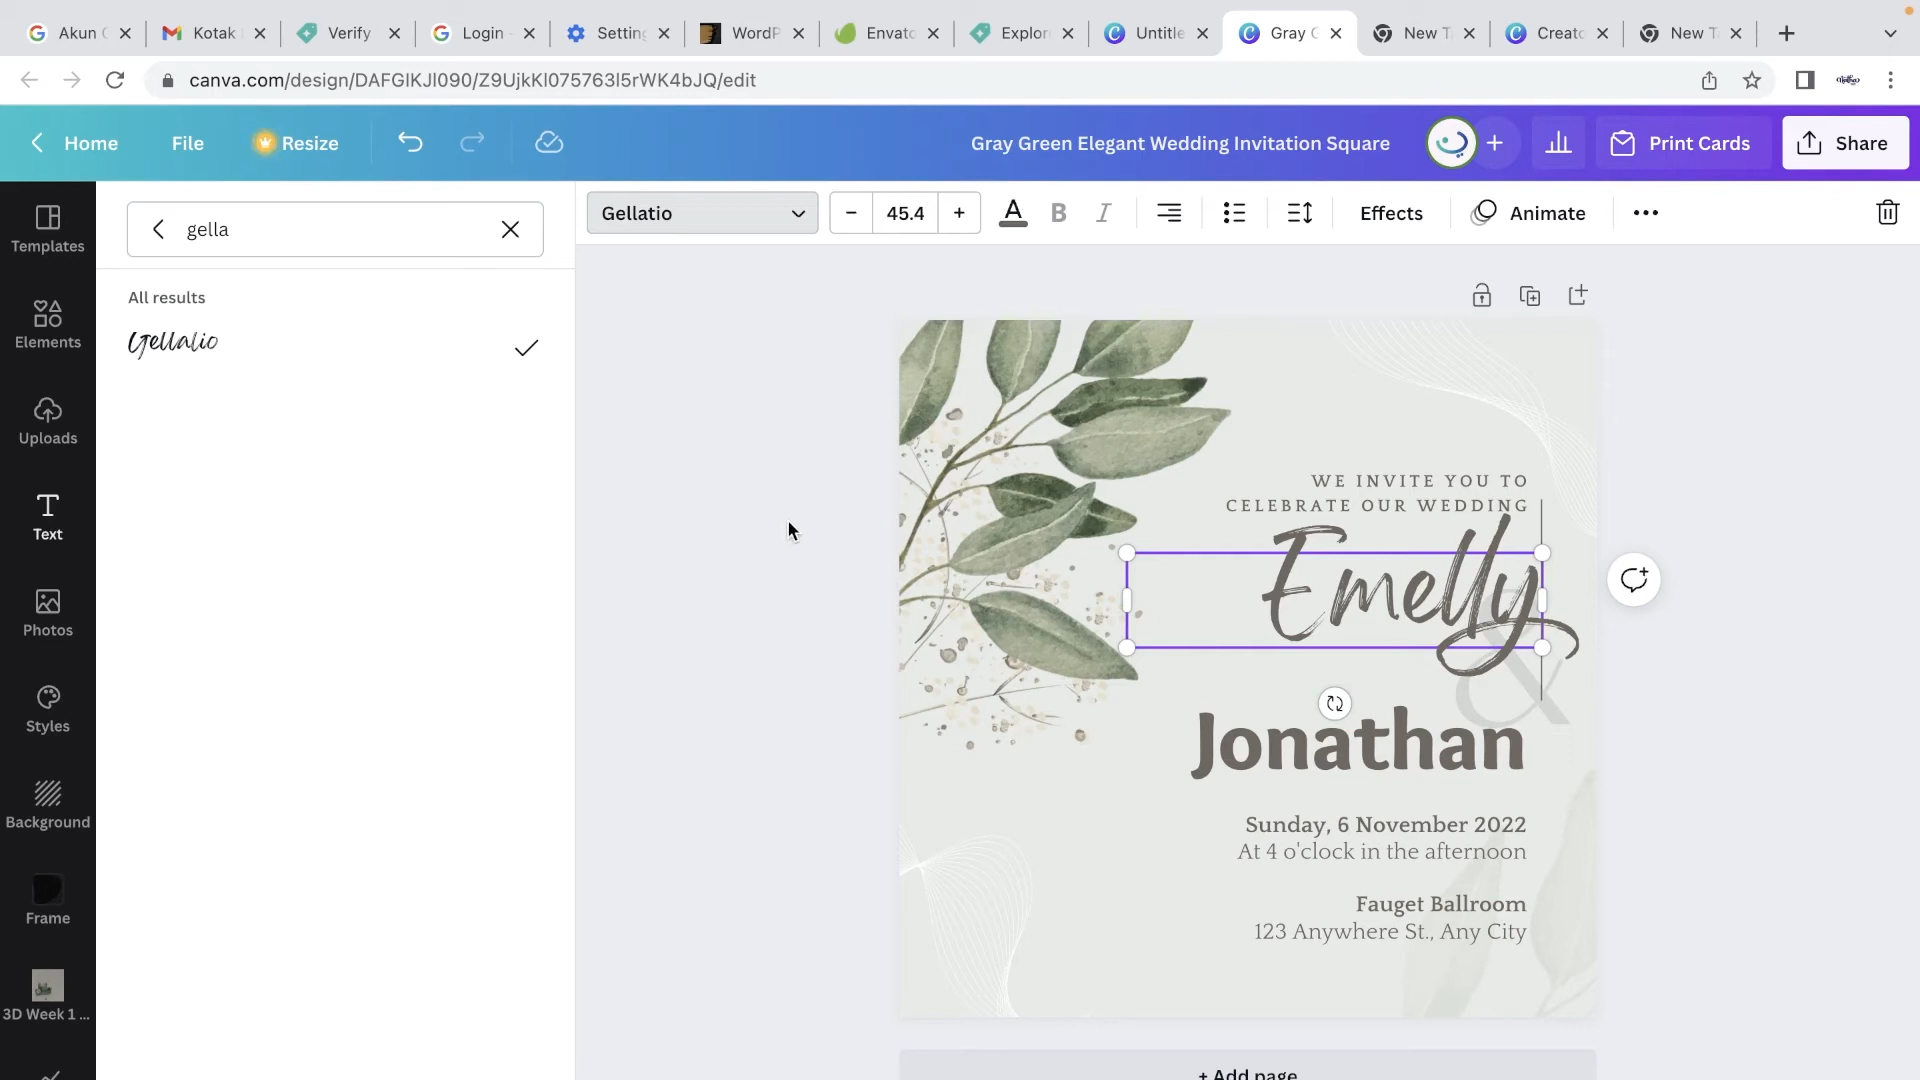 Akun
Kotak
Verify
Login
Setting
WordP
Envato
Explor
Untitle
Gray
New T
Creato
New T
canva.com/design/DAFGIKJl090/Z9UjkKl075763l5rWK4bJQ/edit
Home
File
Resize
Gray Green Elegant Wedding Invitation Square
Print Cards
Share
Templates
Elements
Uploads
Text
Photos
Styles
Background
Frame
3D Week 1 ...
gella
All results
Gellatio
Gellatio
45.4
A
B
I
Effects
Animate
WE INVITE YOU TO
CELEBRATE OUR WEDDING
Emelly
&
Jonathan
Sunday, 6 November 2022
At 4 o'clock in the afternoon
Fauget Ballroom
123 Anywhere St., Any City
+ Add page